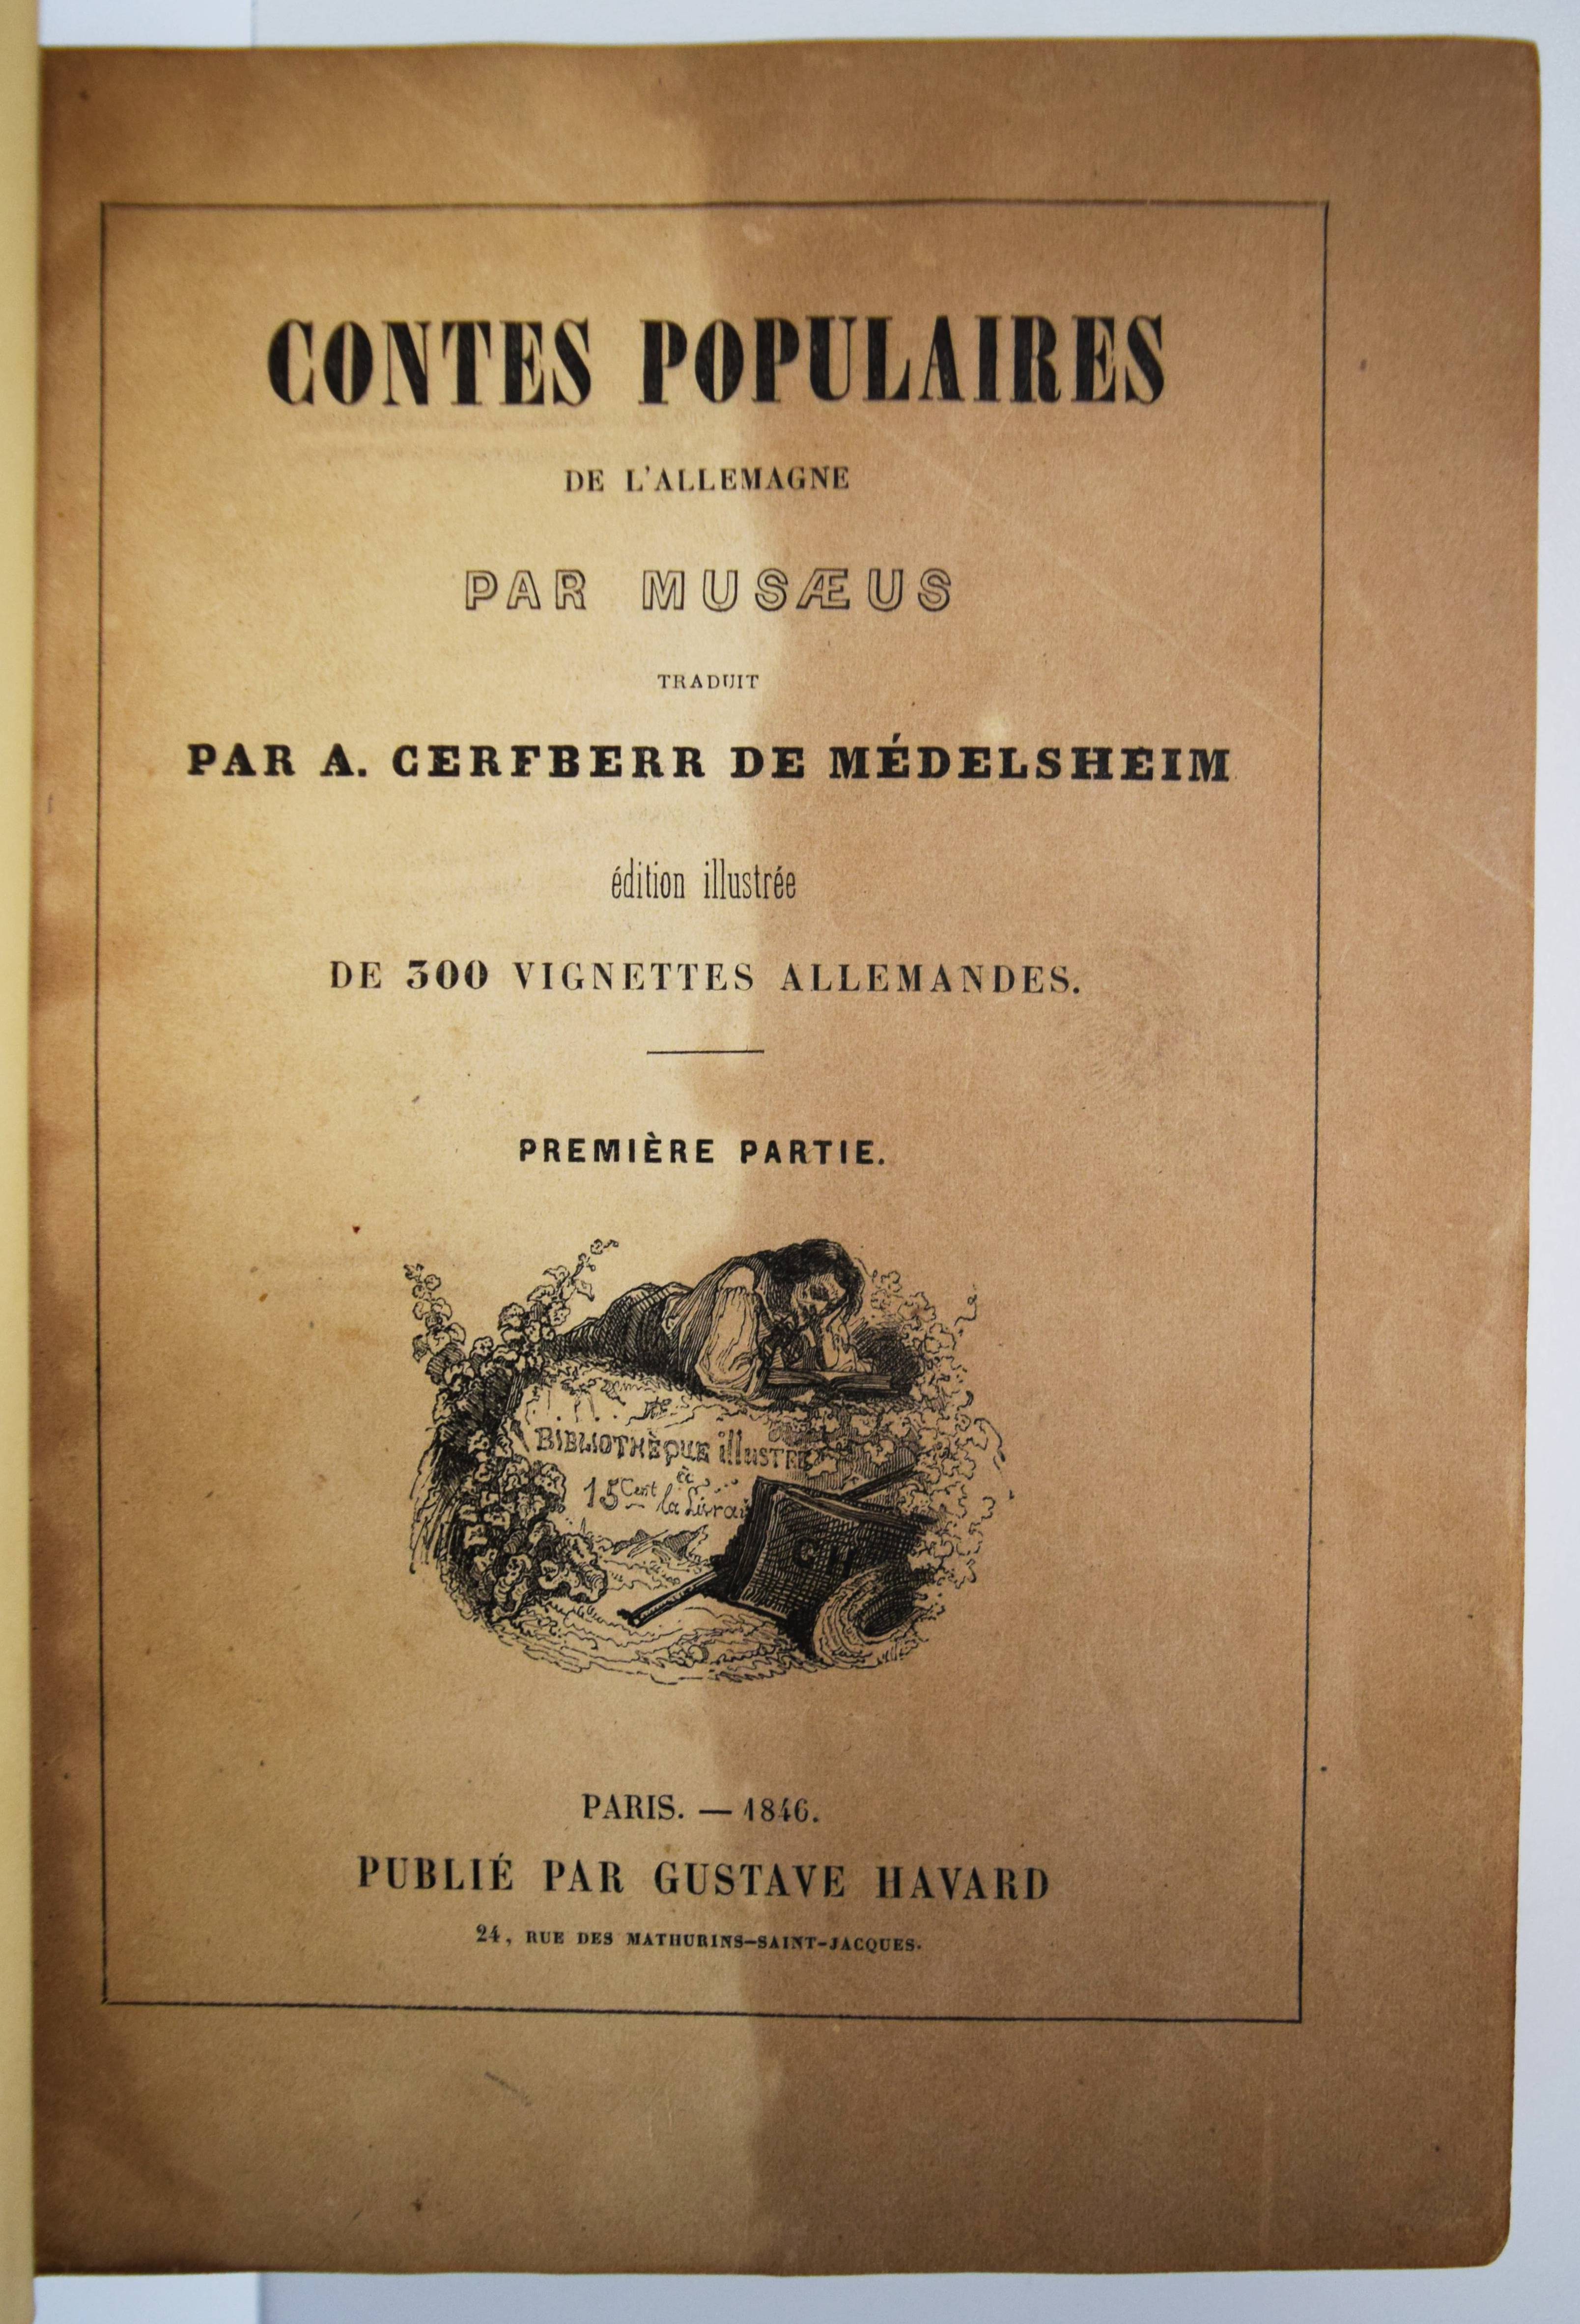 CONTES POPULAIRES
DE L'ALLEMAGNE
PAR MUSÆUS
TRADUIT
PAR A. CERFBERR DE MÉDELSHEIM
édition illustrée
DE 300 VIGNETTES ALLEMANDES.
PREMIÈRE PARTIE.
BIBLIOTHÈQUE illustrée
15 Cent la Livrai
G H
PARIS. — 1846.
PUBLIÉ PAR GUSTAVE HAVARD
24, RUE DES MATHURINS-SAINT-JACQUES.